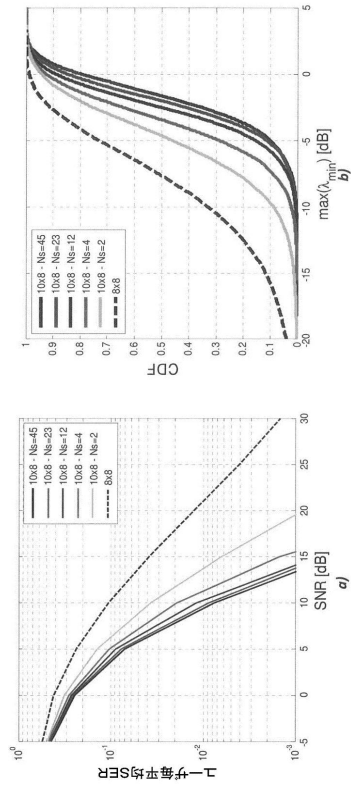 10^0
10^-1
10^-2
10^-3
-5
0
5
10
15
20
25
30
ユーザ毎平均SER
SNR [dB]
10x8 - Ns=45
10x8 - Ns=23
10x8 - Ns=12
10x8 - Ns=4
10x8 - Ns=2
8x8
a)
1
0.9
0.8
0.7
0.6
0.5
0.4
0.3
0.2
0.1
0
-20
-15
-10
-5
0
5
CDF
max(λmin) [dB]
10x8 - Ns=45
10x8 - Ns=23
10x8 - Ns=12
10x8 - Ns=4
10x8 - Ns=2
8x8
b)